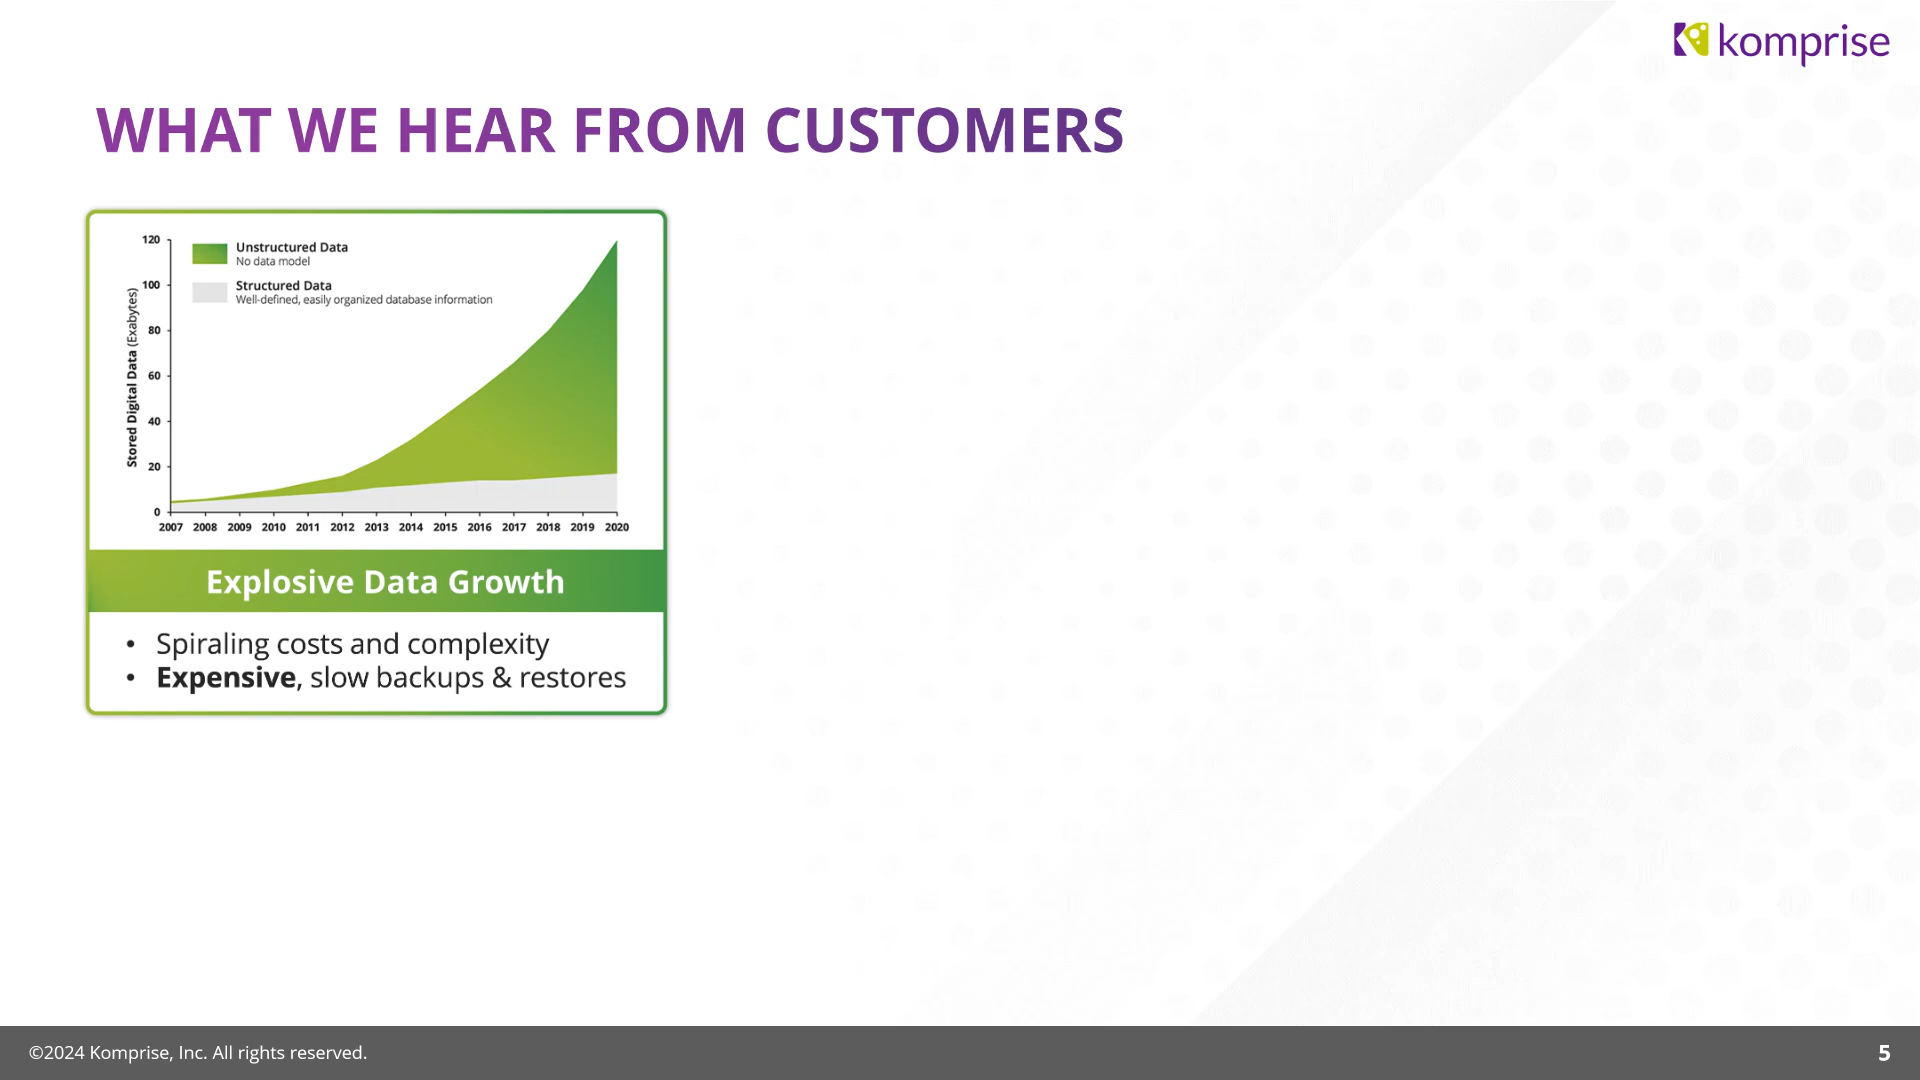 komprise
WHAT WE HEAR FROM CUSTOMERS
Unstructured Data
No data model
Structured Data
Well-defined, easily organized database information
Stored Digital Data (Exabytes)
120
100
80
60
40
20
0
2007 2008 2009 2010 2011 2012 2013 2014 2015 2016 2017 2018 2019 2020
Explosive Data Growth
• Spiraling costs and complexity
• Expensive, slow backups & restores
©2024 Komprise, Inc. All rights reserved.
5